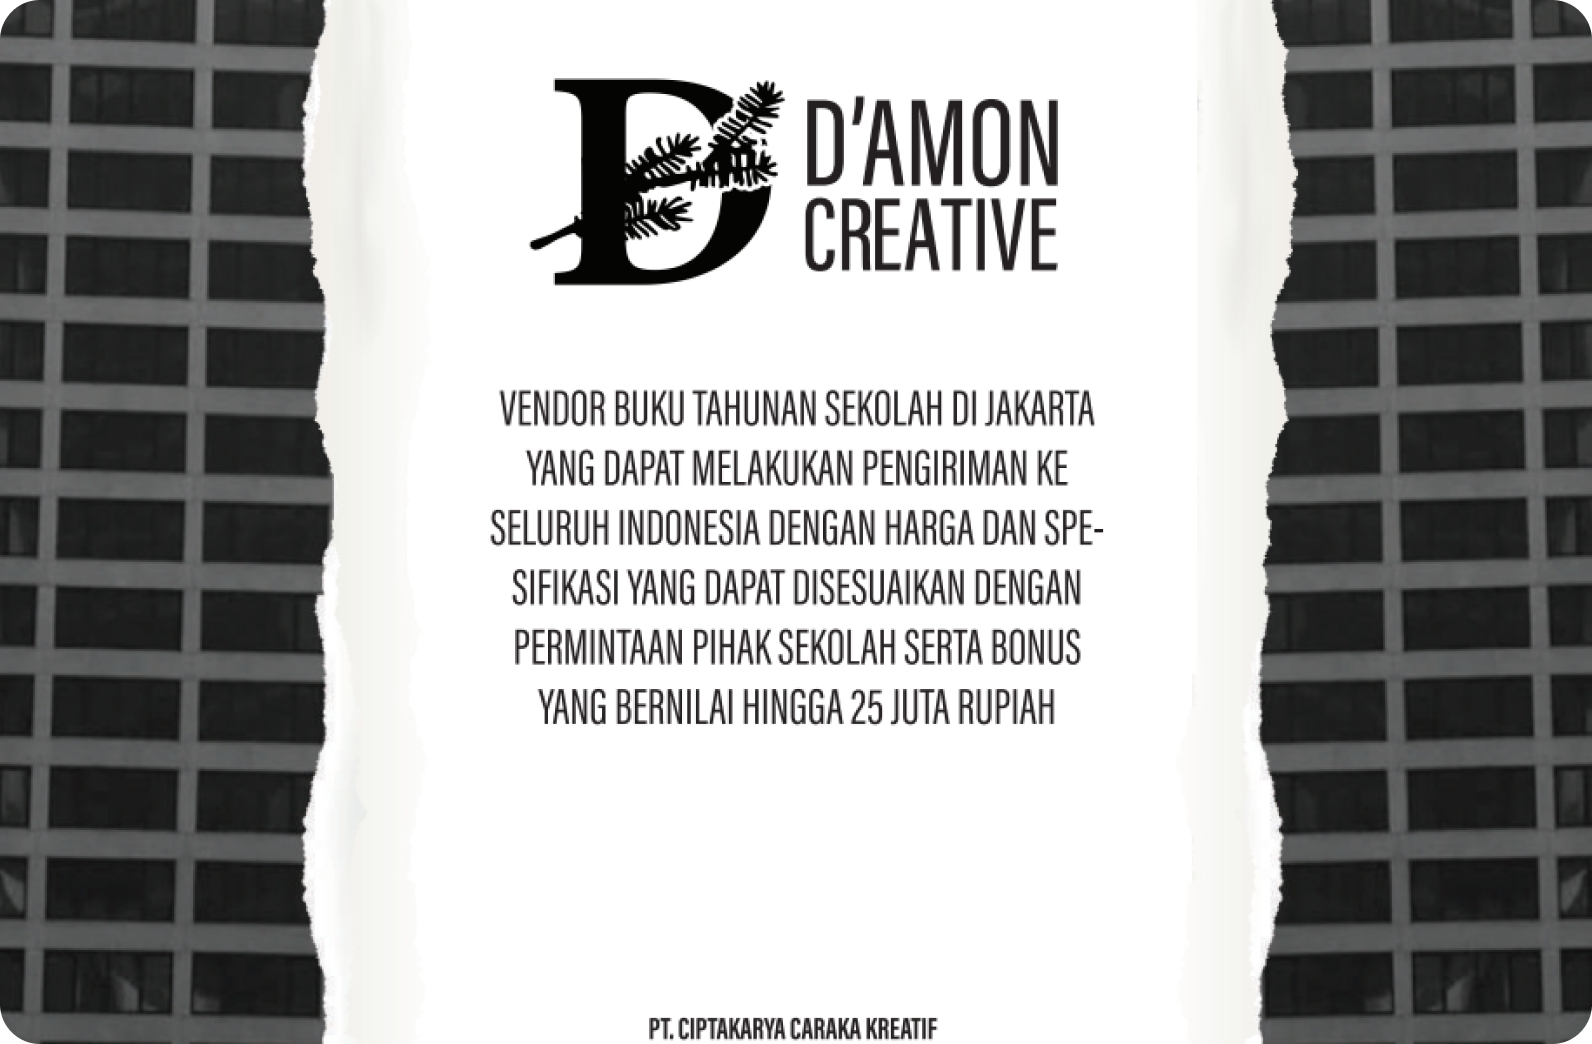 D
D'AMON
CREATIVE
VENDOR BUKU TAHUNAN SEKOLAH DI JAKARTA
YANG DAPAT MELAKUKAN PENGIRIMAN KE
SELURUH INDONESIA DENGAN HARGA DAN SPE-
SIFIKASI YANG DAPAT DISESUAIKAN DENGAN
PERMINTAAN PIHAK SEKOLAH SERTA BONUS
YANG BERNILAI HINGGA 25 JUTA RUPIAH
PT. CIPTAKARYA CARAKA KREATIF